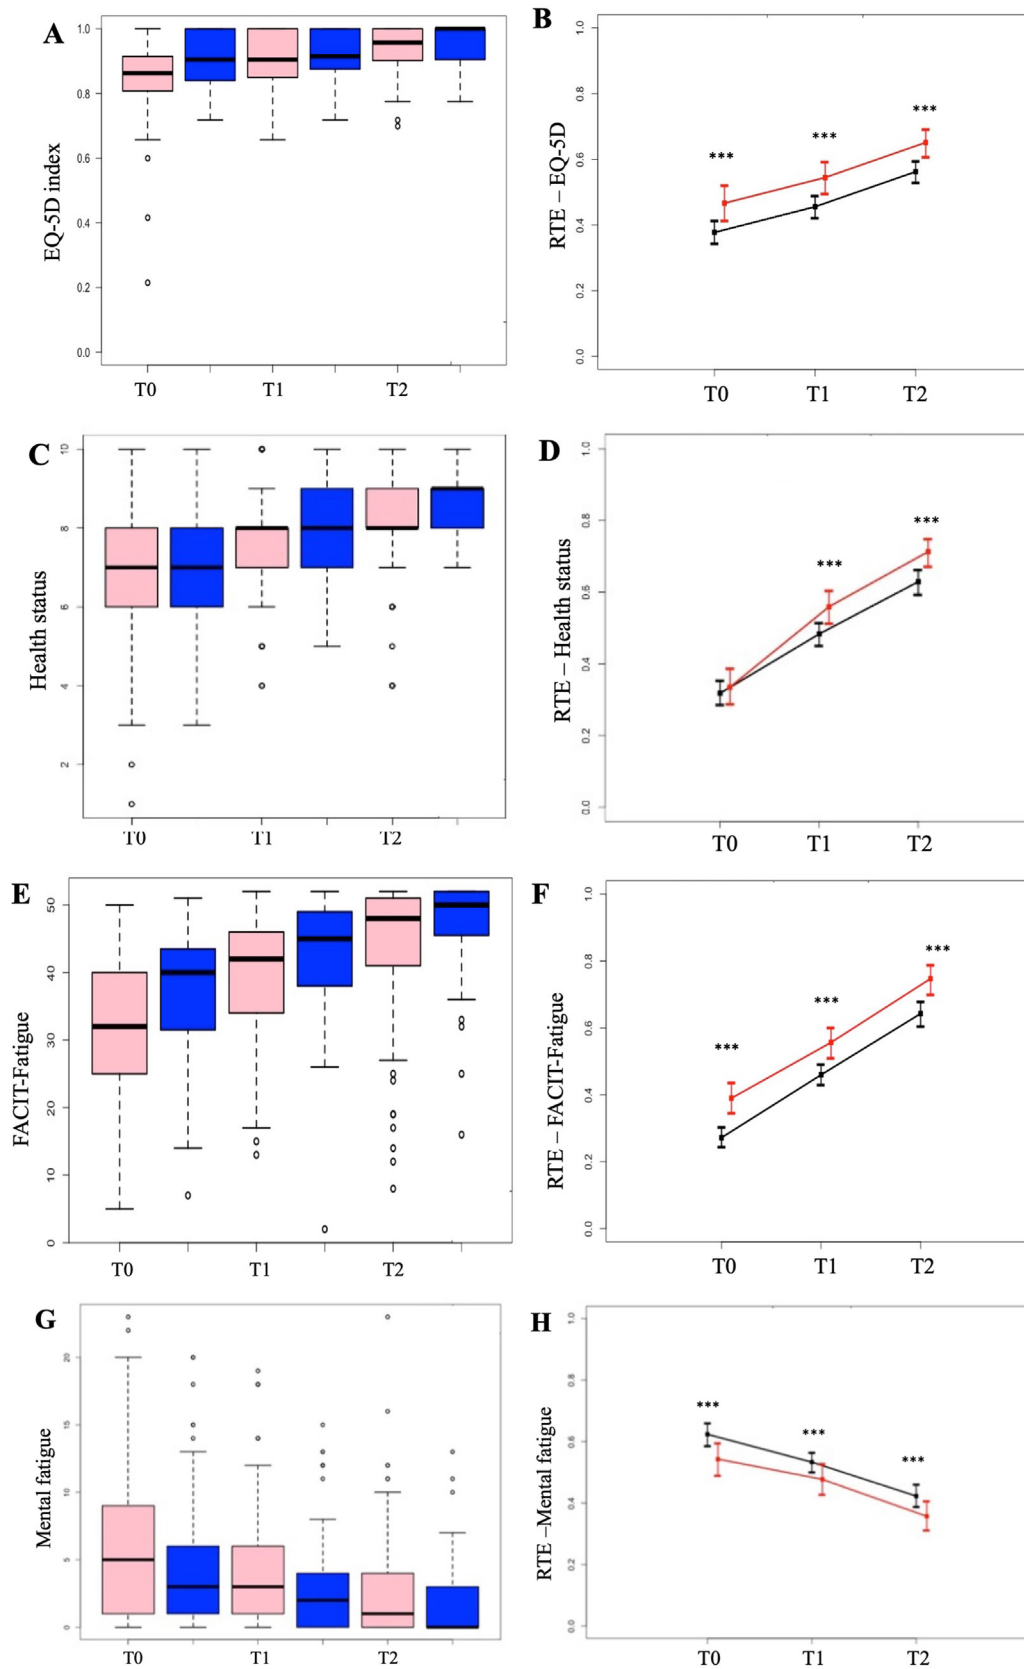 A
EQ-5D index
1.0
0.8
0.6
0.4
0.2
0.0
T0 T1 T2
B
RTE – EQ-5D
1.0
0.8
0.6
0.4
0.2
0.0
*** *** ***
T0 T1 T2
C
Health status
10
8
6
4
2
T0 T1 T2
D
RTE – Health status
1.0
0.8
0.6
0.4
0.2
0.0
*** ***
T0 T1 T2
E
FACIT-Fatigue
50
40
30
20
10
0
T0 T1 T2
F
RTE – FACIT-Fatigue
1.0
0.8
0.6
0.4
0.2
0.0
*** *** ***
T0 T1 T2
G
Mental fatigue
20
15
10
5
0
T0 T1 T2
H
RTE –Mental fatigue
1.0
0.8
0.6
0.4
0.2
0.0
*** *** ***
T0 T1 T2